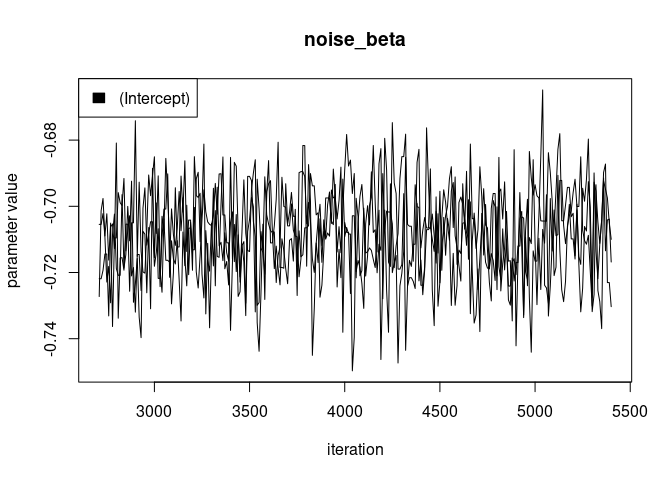 noise_beta
(Intercept)
-0.68
-0.70
-0.72
-0.74
parameter value
3000 3500 4000 4500 5000 5500
iteration